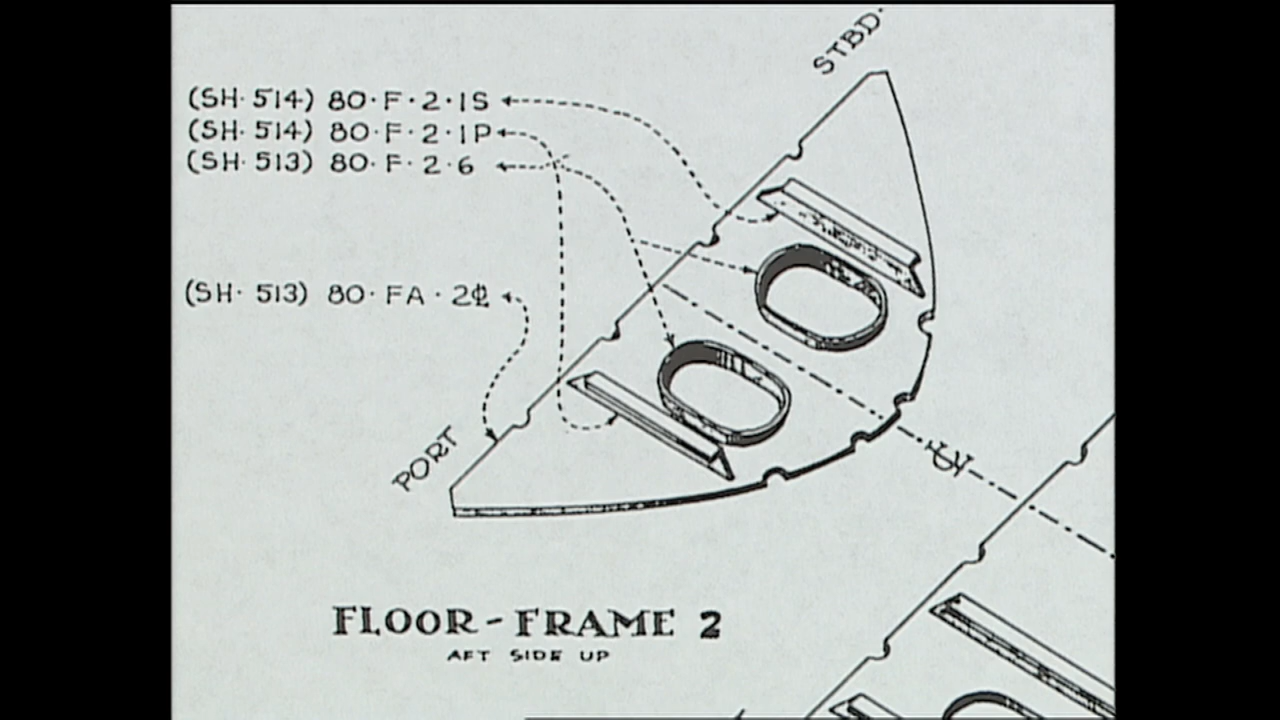 STBD.
(SH. 514) 80.F.2.1S
(SH. 514) 80.F.2.1P
(SH. 513) 80.F.2.6
(SH. 513) 80.FA.2℄
PORT
℄
FLOOR-FRAME 2
AFT SIDE UP